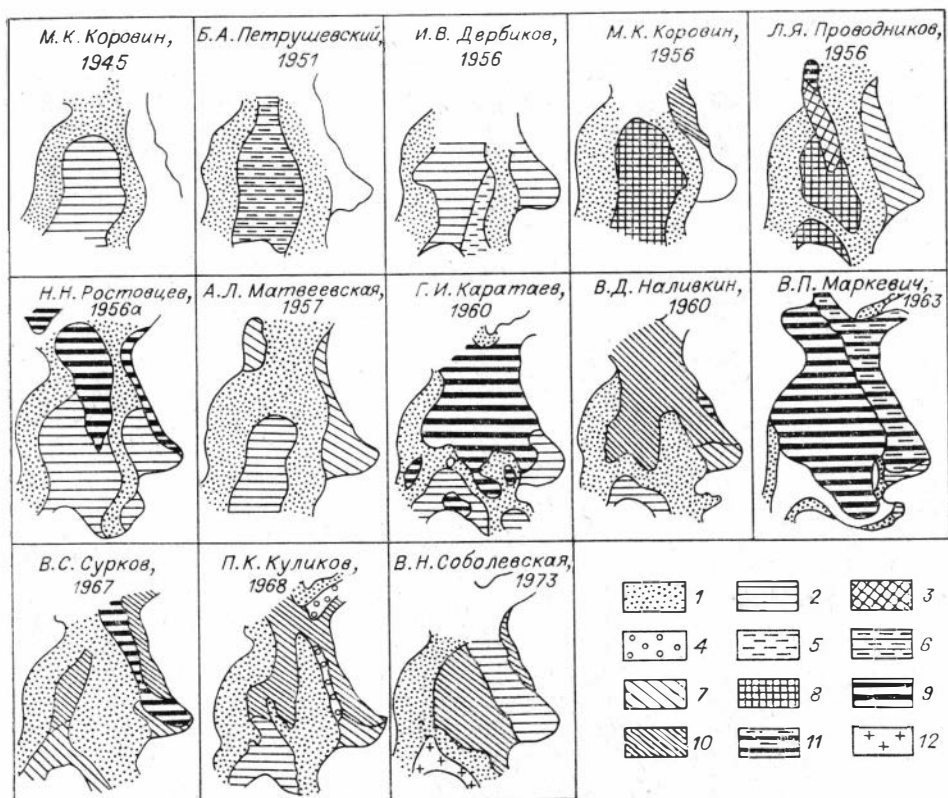 М.К. Коровин,
1945
Б.А. Петрушевский,
1951
И.В. Дербиков,
1956
М.К. Коровин,
1956
Л.Я. Проводников,
1956
Н.Н. Ростовцев,
1956а
А.Л. Матвеевская,
1957
Г.И. Каратаев,
1960
В.Д. Наливкин,
1960
В.П. Маркевич,
1963
В.С. Сурков,
1967
П.К. Куликов,
1968
В.Н. Соболевская,
1973
1 2 3
4 5 6
7 8 9
10 11 12